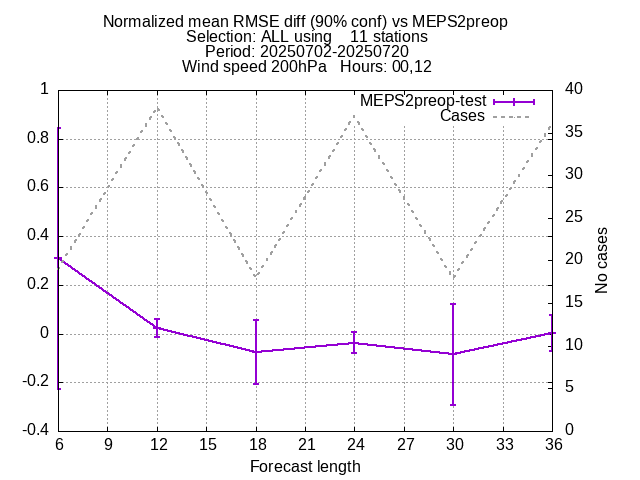 Normalized mean RMSE diff (90% conf) vs MEPS2preop
Selection: ALL using    11 stations
Period: 20250702-20250720
Wind speed 200hPa   Hours: 00,12
MEPS2preop-test
Cases
1
0.8
0.6
0.4
0.2
0
-0.2
-0.4
40
35
30
25
20
15
10
5
0
No cases
6 9 12 15 18 21 24 27 30 33 36
Forecast length